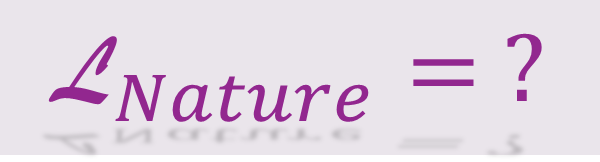 ℒNature = ?